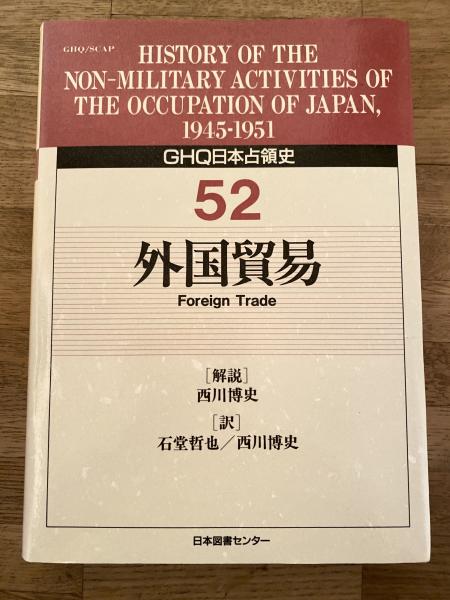 GHQ/SCAP
HISTORY OF THE
NON-MILITARY ACTIVITIES OF
THE OCCUPATION OF JAPAN,
1945-1951
GHQ日本占領史
52
外国貿易
Foreign Trade
[解説]
西川博史
[訳]
石堂哲也/西川博史
日本図書センター